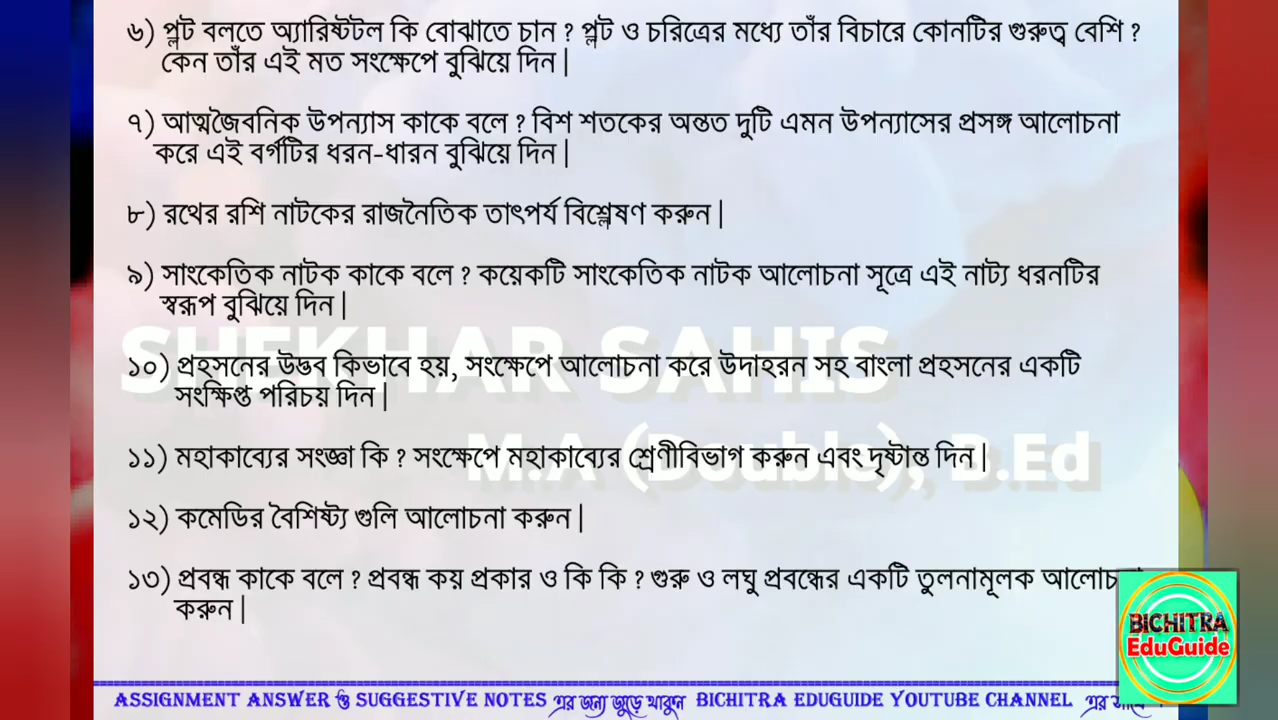 ৬) প্লট বলতে অ্যারিষ্টটল কি বোঝাতে চান ? প্লট ও চরিত্রের মধ্যে তাঁর বিচারে কোনটির গুরুত্ব বেশি ?
কেন তাঁর এই মত সংক্ষেপে বুঝিয়ে দিন |
৭) আত্মজৈবনিক উপন্যাস কাকে বলে ? বিশ শতকের অন্তত দুটি এমন উপন্যাসের প্রসঙ্গ আলোচনা
করে এই বর্গটির ধরন-ধারন বুঝিয়ে দিন |
৮) রথের রশি নাটকের রাজনৈতিক তাৎপর্য বিশ্লেষণ করুন |
৯) সাংকেতিক নাটক কাকে বলে ? কয়েকটি সাংকেতিক নাটক আলোচনা সূত্রে এই নাট্য ধরনটির
স্বরূপ বুঝিয়ে দিন |
SHEKHAR SAHIS
১০) প্রহসনের উদ্ভব কিভাবে হয়, সংক্ষেপে আলোচনা করে উদাহরন সহ বাংলা প্রহসনের একটি
সংক্ষিপ্ত পরিচয় দিন |
১১) মহাকাব্যের সংজ্ঞা কি ? সংক্ষেপে মহাকাব্যের শ্রেণীবিভাগ করুন এবং দৃষ্টান্ত দিন |
M.A (Double), B.Ed
১২) কমেডির বৈশিষ্ট্য গুলি আলোচনা করুন |
১৩) প্রবন্ধ কাকে বলে ? প্রবন্ধ কয় প্রকার ও কি কি ? গুরু ও লঘু প্রবন্ধের একটি তুলনামূলক
করুন |
BICHITRA
EduGuide
ASSIGNMENT ANSWER ও SUGGESTIVE NOTES এর জন্য জুড়ে থাকুন BICHITRA EDUGUIDE YOUTUBE CHANNEL এর